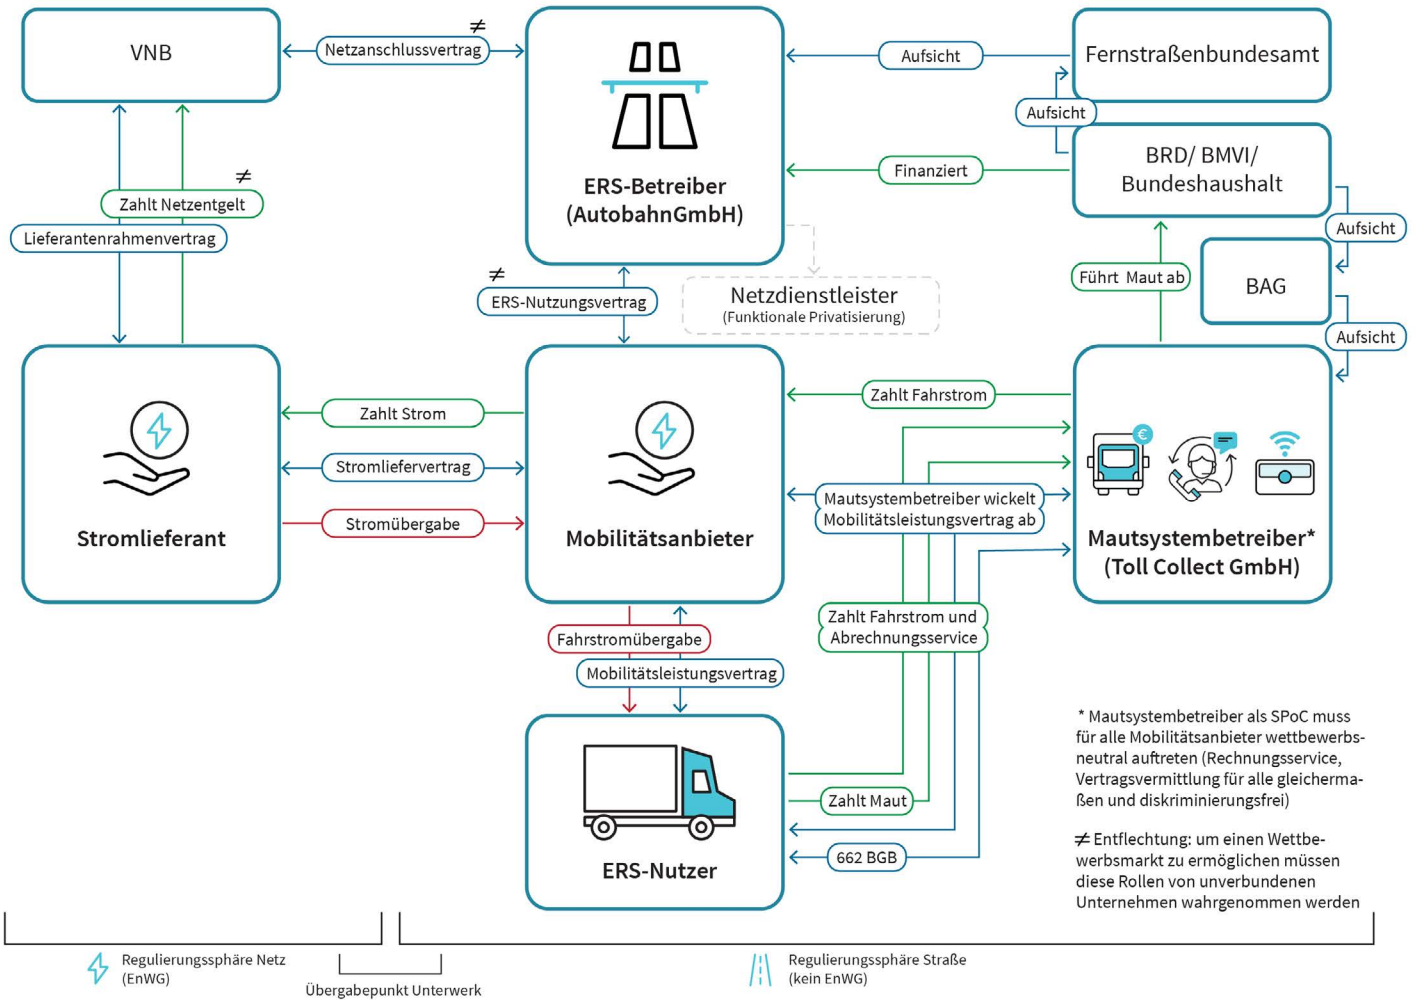 VNB
≠
Netzanschlussvertrag
ERS-Betreiber
(AutobahnGmbH)
Aufsicht
Fernstraßenbundesamt
Aufsicht
BRD/ BMVI/
Bundeshaushalt
Finanziert
≠
Zahlt Netzentgelt
Lieferantenrahmenvertrag
Aufsicht
Führt Maut ab
BAG
Aufsicht
≠
ERS-Nutzungsvertrag
Netzdienstleister
(Funktionale Privatisierung)
Stromlieferant
Zahlt Strom
Stromliefervertrag
Stromübergabe
Mobilitätsanbieter
Zahlt Fahrstrom
Mautsystembetreiber wickelt
Mobilitätsleistungsvertrag ab
€
Mautsystembetreiber*
(Toll Collect GmbH)
Zahlt Fahrstrom und
Abrechnungsservice
Fahrstromübergabe
Mobilitätsleistungsvertrag
ERS-Nutzer
Zahlt Maut
662 BGB
* Mautsystembetreiber als SPoC muss
für alle Mobilitätsanbieter wettbewerbs-
neutral auftreten (Rechnungsservice,
Vertragsvermittlung für alle gleicherma-
ßen und diskriminierungsfrei)
≠ Entflechtung: um einen Wettbe-
werbsmarkt zu ermöglichen müssen
diese Rollen von unverbundenen
Unternehmen wahrgenommen werden
Regulierungssphäre Netz
(EnWG)
Übergabepunkt Unterwerk
Regulierungssphäre Straße
(kein EnWG)